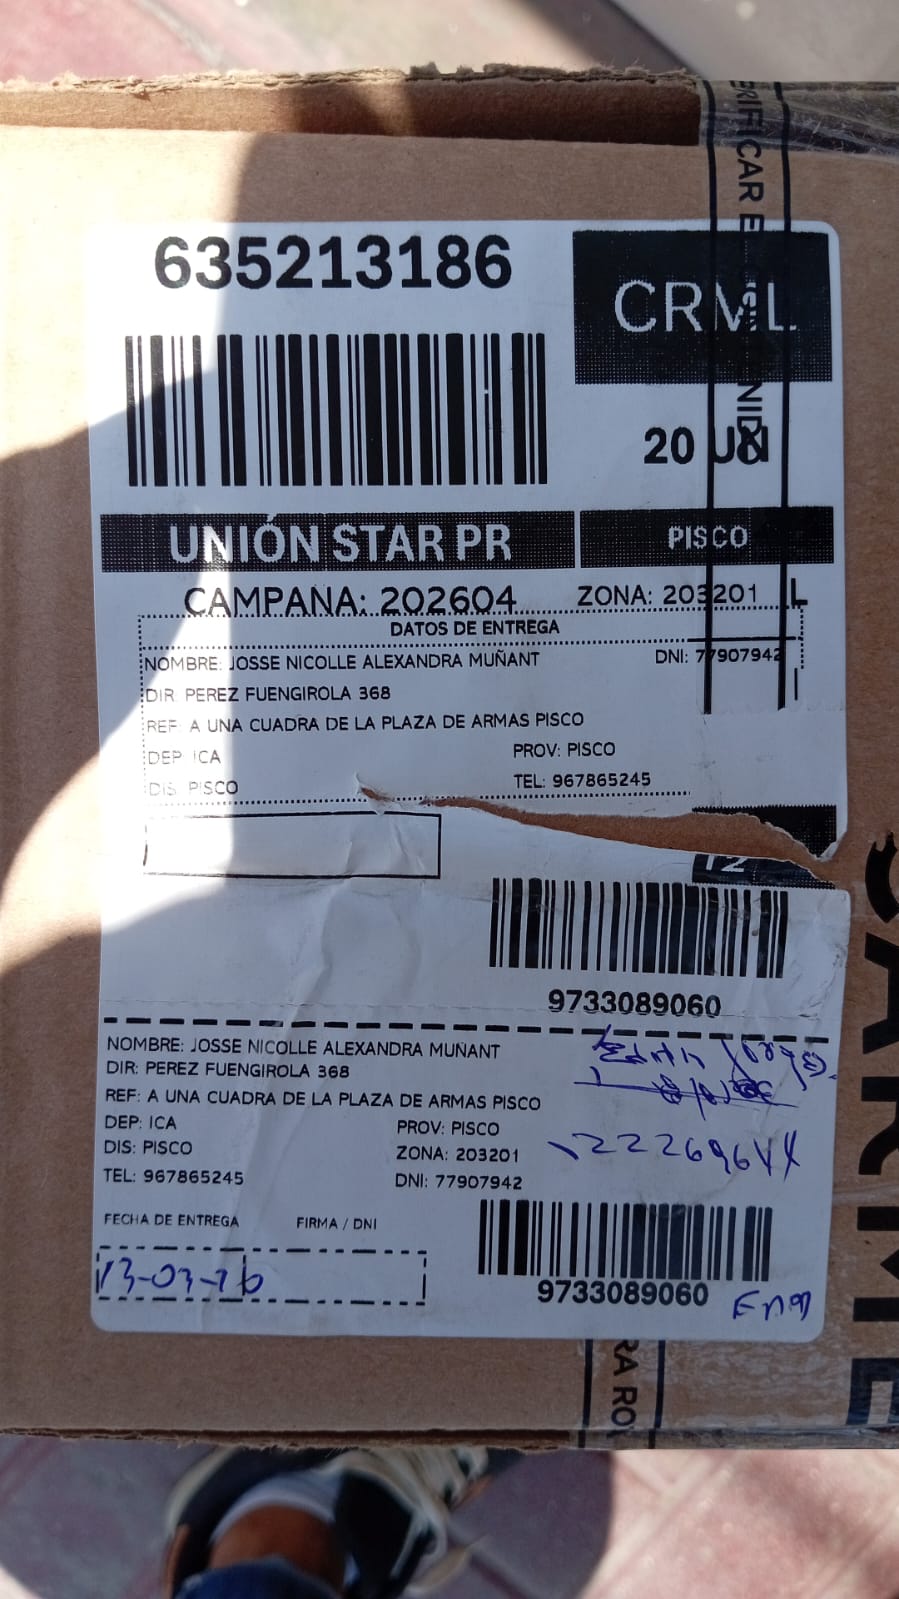 635213186
CRML
20
UNIÓN STAR PR
PISCO
CAMPAÑA: 202604
ZONA: 203201
L
DATOS DE ENTREGA
NOMBRE: JOSSE NICOLLE ALEXANDRA MUÑANT
DNI: 77907942
DIR: PEREZ FUENGIROLA 368
REF: A UNA CUADRA DE LA PLAZA DE ARMAS PISCO
DEP: ICA
PROV: PISCO
DIS: PISCO
TEL: 967865245
9733089060
NOMBRE: JOSSE NICOLLE ALEXANDRA MUÑANT
DIR: PEREZ FUENGIROLA 368
REF: A UNA CUADRA DE LA PLAZA DE ARMAS PISCO
DEP: ICA
PROV: PISCO
DIS: PISCO
ZONA: 203201
TEL: 967865245
DNI: 77907942
FECHA DE ENTREGA
FIRMA / DNI
13-03-26
9733089060